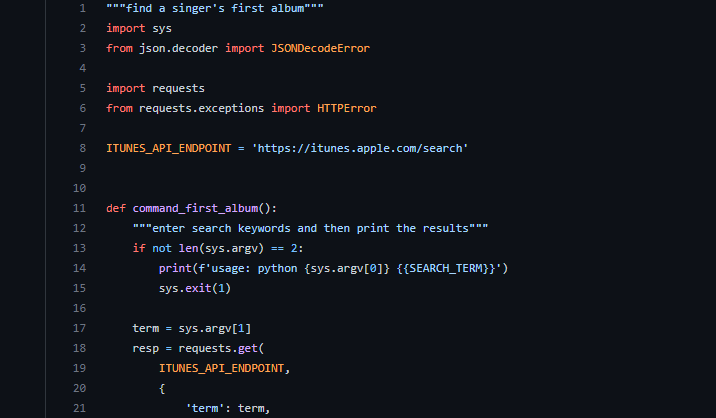 1 """find a singer's first album"""
2 import sys
3 from json.decoder import JSONDecodeError
4
5 import requests
6 from requests.exceptions import HTTPError
7
8 ITUNES_API_ENDPOINT = 'https://itunes.apple.com/search'
9
10
11 def command_first_album():
12     """enter search keywords and then print the results"""
13     if not len(sys.argv) == 2:
14         print(f'usage: python {sys.argv[0]} {{SEARCH_TERM}}')
15         sys.exit(1)
16
17     term = sys.argv[1]
18     resp = requests.get(
19         ITUNES_API_ENDPOINT,
20         {
21             'term': term,